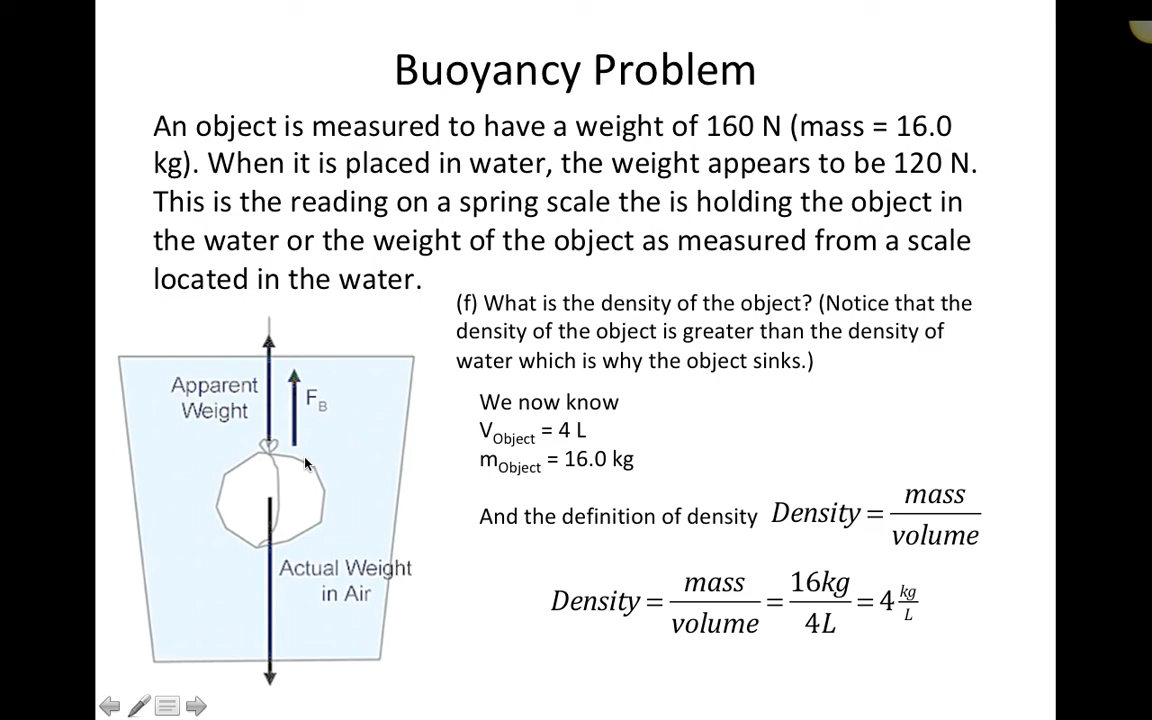 Buoyancy Problem
An object is measured to have a weight of 160 N (mass = 16.0
kg). When it is placed in water, the weight appears to be 120 N.
This is the reading on a spring scale the is holding the object in
the water or the weight of the object as measured from a scale
located in the water.
(f) What is the density of the object? (Notice that the
density of the object is greater than the density of
water which is why the object sinks.)
Apparent
Weight
F_B
We now know
V_Object = 4 L
m_Object = 16.0 kg
And the definition of density Density = mass / volume
Actual Weight
in Air
Density = mass / volume = 16kg / 4L = 4 kg / L